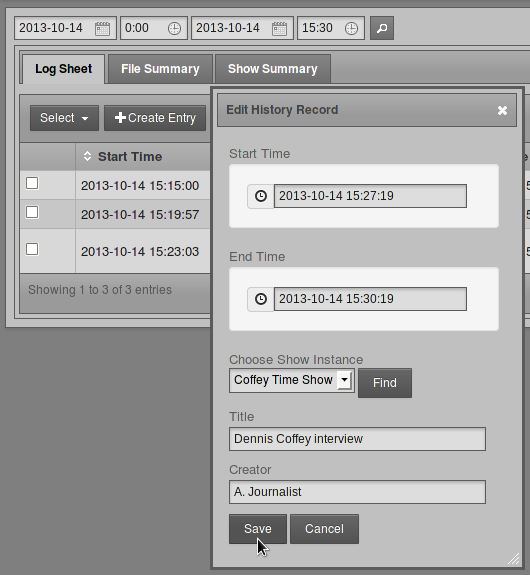 2013-10-14 0:00 2013-10-14 15:30
Log Sheet File Summary Show Summary
Select Create Entry
Start Time
2013-10-14 15:15:00
2013-10-14 15:19:57
2013-10-14 15:23:03
Showing 1 to 3 of 3 entries
Edit History Record
Start Time
2013-10-14 15:27:19
End Time
2013-10-14 15:30:19
Choose Show Instance
Coffey Time Show Find
Title
Dennis Coffey interview
Creator
A. Journalist
Save Cancel